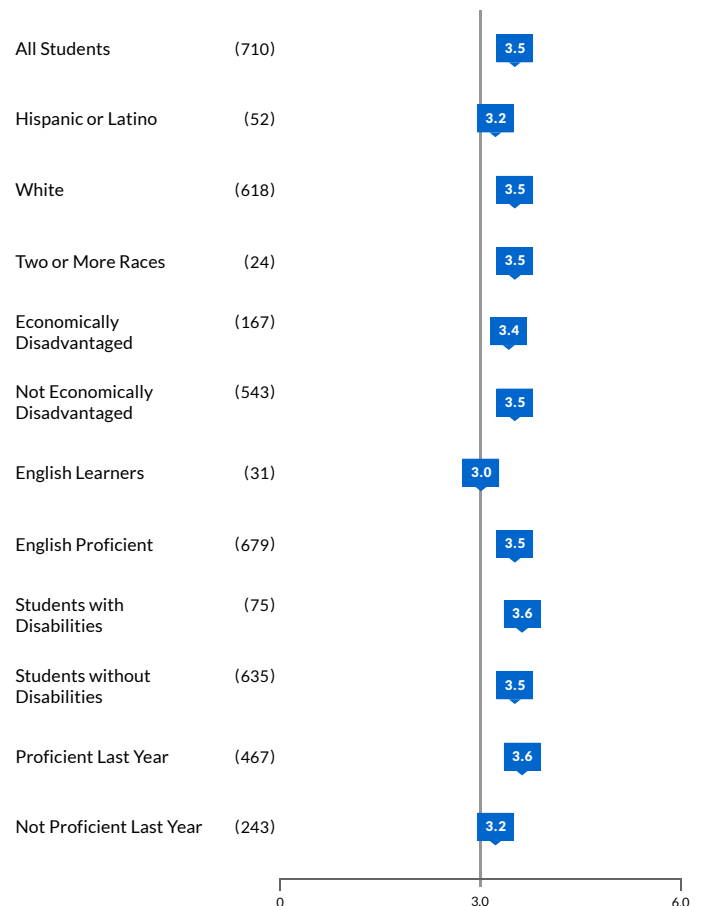 All Students (710) 3.5
Hispanic or Latino (52) 3.2
White (618) 3.5
Two or More Races (24) 3.5
Economically (167)
Disadvantaged 3.4
Not Economically (543)
Disadvantaged 3.5
English Learners (31) 3.0
English Proficient (679) 3.5
Students with (75)
Disabilities 3.6
Students without (635)
Disabilities 3.5
Proficient Last Year (467) 3.6
Not Proficient Last Year (243) 3.2
0 3.0 6.0